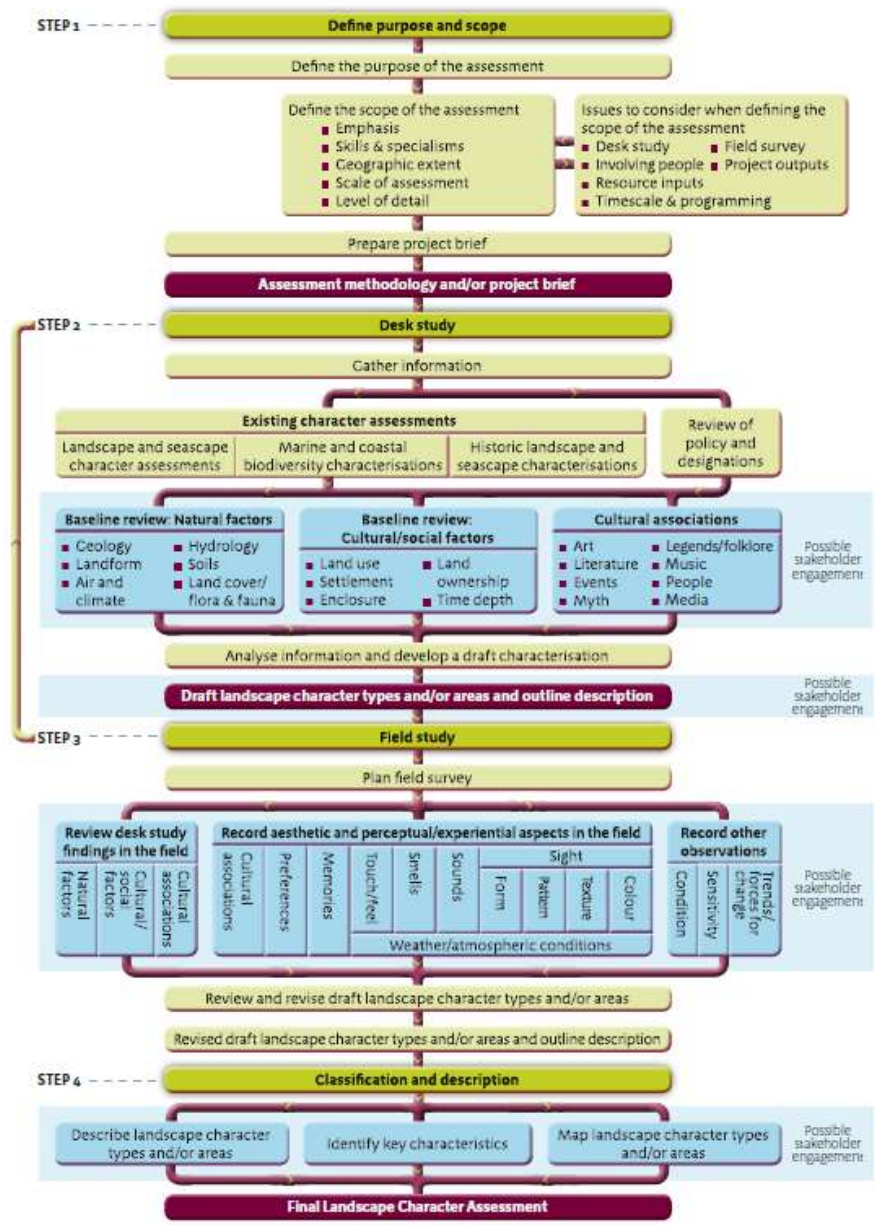 STEP 1
Define purpose and scope
Define the purpose of the assessment
Define the scope of the assessment
Emphasis
Skills & specialisms
Geographic extent
Scale of assessment
Level of detail
Issues to consider when defining the
scope of the assessment
Desk study
Field survey
Involving people
Project outputs
Resource inputs
Timescale & programming
Prepare project brief
Assessment methodology and/or project brief
STEP 2
Desk study
Gather information
Existing character assessments
Landscape and seascape
character assessments
Marine and coastal
biodiversity characterisations
Historic landscape and
seascape characterisations
Review of
policy and
designations
Baseline review: Natural factors
Geology
Landform
Air and
climate
Hydrology
Soils
Land cover/
flora & fauna
Baseline review:
Cultural/social factors
Land use
Settlement
Enclosure
Land
ownership
Time depth
Cultural associations
Art
Literature
Events
Myth
Legends/folklore
Music
People
Media
Possible
stakeholder
engagement
Analyse information and develop a draft characterisation
Draft landscape character types and/or areas and outline description
Possible
stakeholder
engagement
STEP 3
Field study
Plan field survey
Review desk study
findings in the field
Natural
factors
Cultural/
social
factors
Cultural
associations
Record aesthetic and perceptual/experiential aspects in the field
Cultural
associations
Preferences
Memories
Touch/feel
Smells
Sounds
Sight
Form
Pattern
Texture
Colour
Weather/atmospheric conditions
Record other
observations
Condition
Sensitivity
Trends/
forces for
change
Possible
stakeholder
engagement
Review and revise draft landscape character types and/or areas
Revised draft landscape character types and/or areas and outline description
STEP 4
Classification and description
Describe landscape character
types and/or areas
Identify key characteristics
Map landscape character types
and/or areas
Possible
stakeholder
engagement
Final Landscape Character Assessment